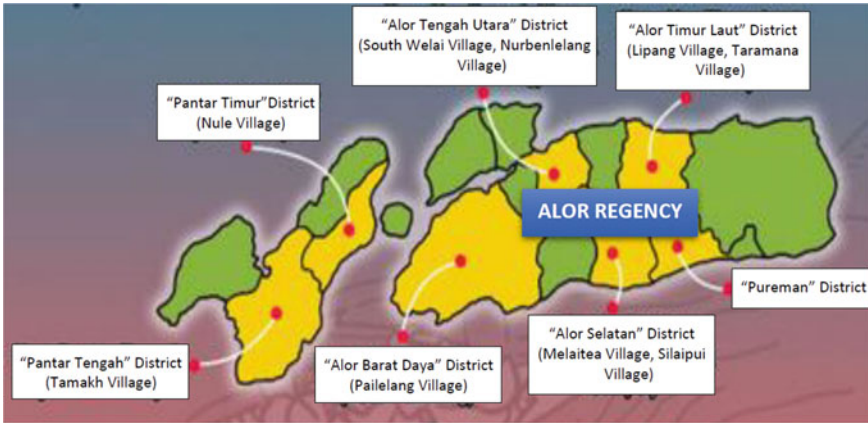 “Alor Tengah Utara” District
(South Welai Village, Nurbenlelang
Village)
“Alor Timur Laut” District
(Lipang Village, Taramana
Village)
“Pantar Timur”District
(Nule Village)
ALOR REGENCY
“Pureman” District
“Alor Selatan” District
(Melaitea Village, Silaipui
Village)
“Pantar Tengah” District
(Tamakh Village)
“Alor Barat Daya” District
(Pailelang Village)